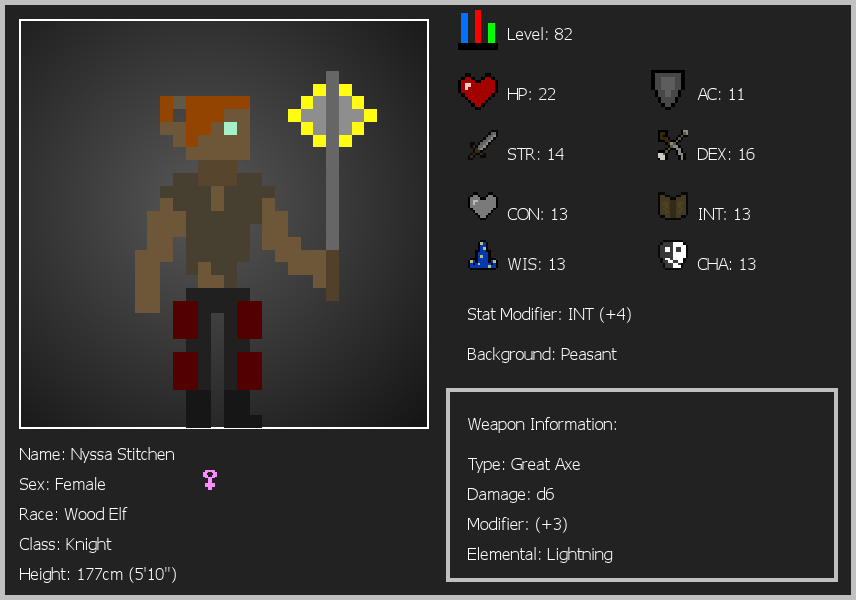 Level: 82
HP: 22
AC: 11
STR: 14
DEX: 16
CON: 13
INT: 13
WIS: 13
CHA: 13
Stat Modifier: INT (+4)
Background: Peasant
Weapon Information:
Type: Great Axe
Damage: d6
Modifier: (+3)
Elemental: Lightning
Name: Nyssa Stitchen
Sex: Female
Race: Wood Elf
Class: Knight
Height: 177cm (5'10")